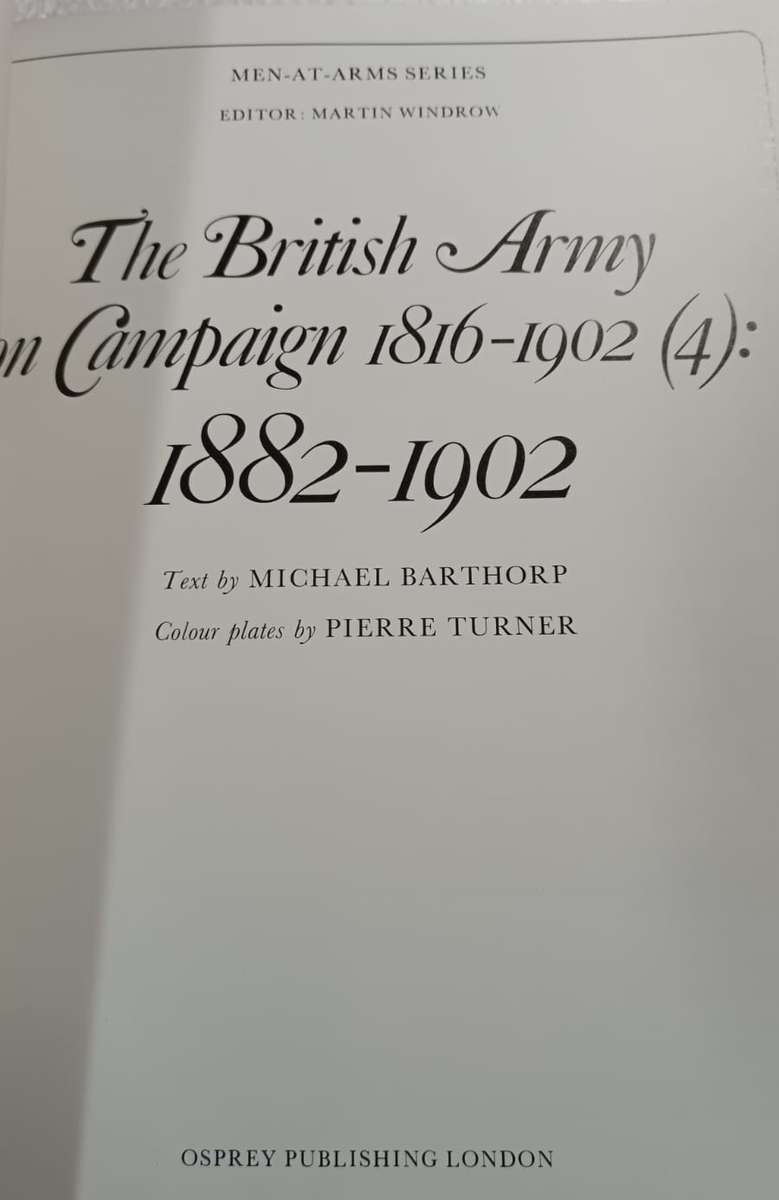 MEN-AT-ARMS SERIES
EDITOR: MARTIN WINDROW
The British Army
on Campaign 1816-1902 (4):
1882-1902
Text by MICHAEL BARTHORP
Colour plates by PIERRE TURNER
OSPREY PUBLISHING LONDON